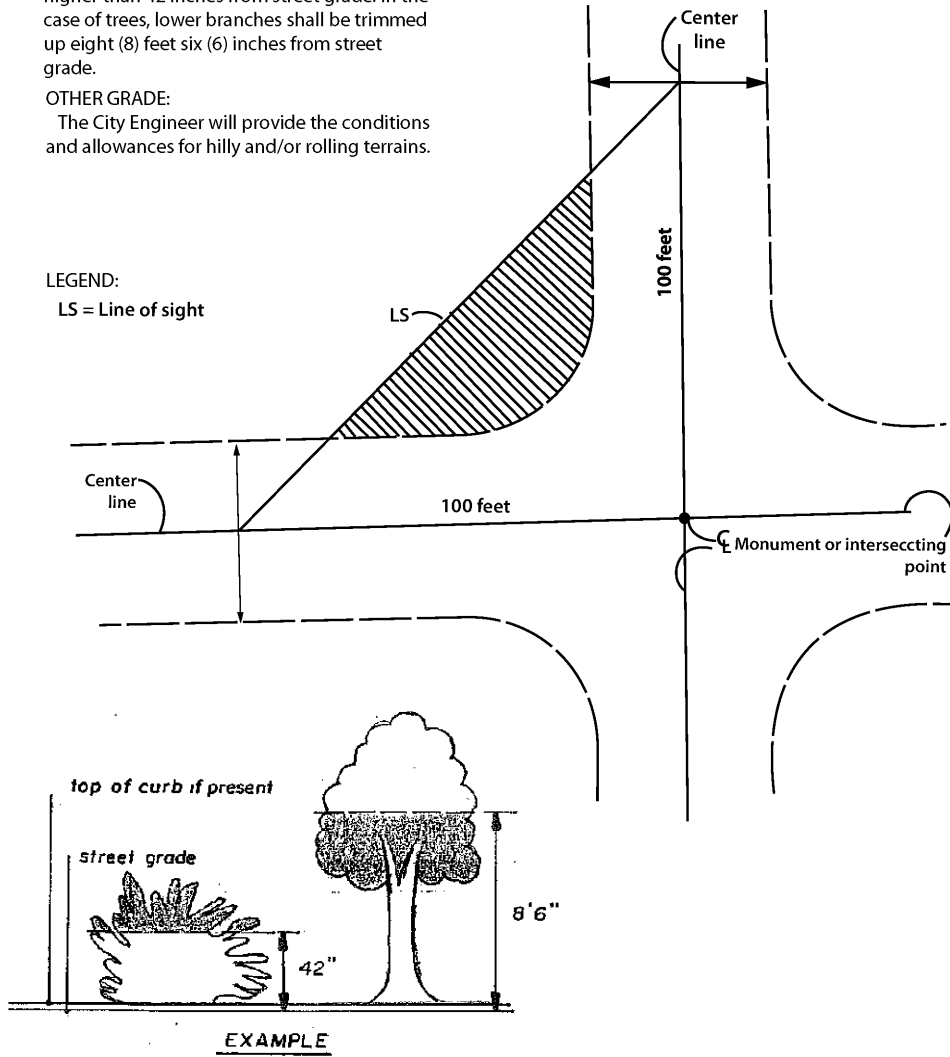 higher than 42 inches from street grade. In the
case of trees, lower branches shall be trimmed
up eight (8) feet six (6) inches from street
grade.
OTHER GRADE:
The City Engineer will provide the conditions
and allowances for hilly and/or rolling terrains.
LEGEND:
LS = Line of sight
Center
line
100 feet
LS
Center
line
100 feet
℄ Monument or interseccting
point
top of curb if present
street grade
8'6"
42"
EXAMPLE